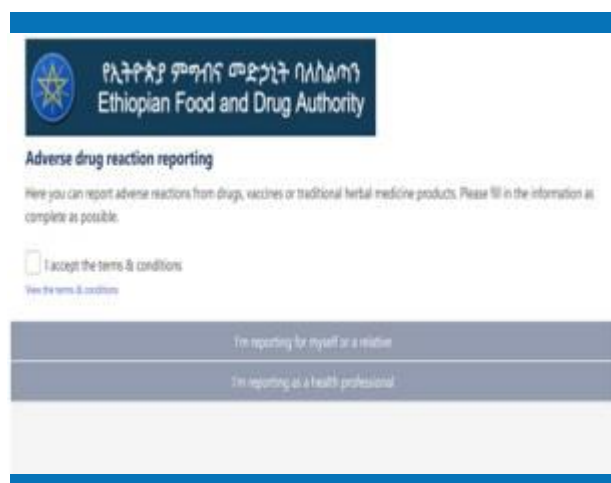 የኢትዮጵያ ምግብና መድኃኒት ባለስልጣን
Ethiopian Food and Drug Authority
Adverse drug reaction reporting
Here you can report adverse reactions from drugs, vaccines or traditional herbal medicine products. Please fill in the information as
complete as possible.
I accept the terms & conditions
View the terms & conditions
I'm reporting for myself or a relative
I'm reporting as a health professional